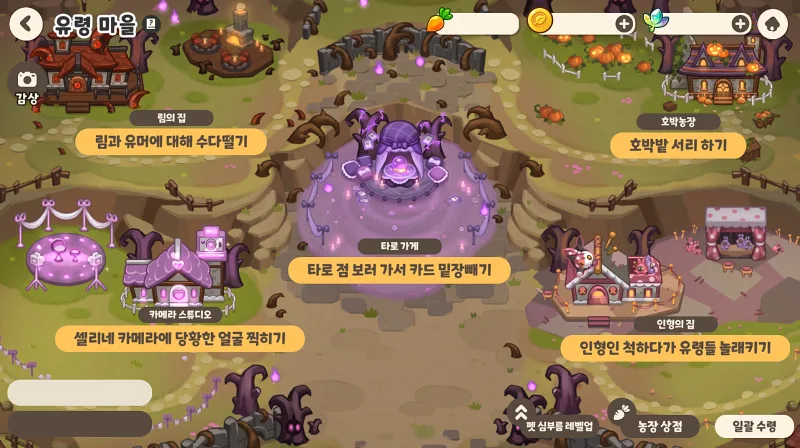 유령 마을 ?
감상
림의 집
림과 유머에 대해 수다떨기
호박농장
호박밭 서리 하기
타로 가게
타로 점 보러 가서 카드 밑장빼기
카메라 스튜디오
셀리네 카메라에 당황한 얼굴 찍히기
인형의 집
인형인 척하다가 유령들 놀래키기
펫 심부름 레벨업
농장 상점
일괄 수령